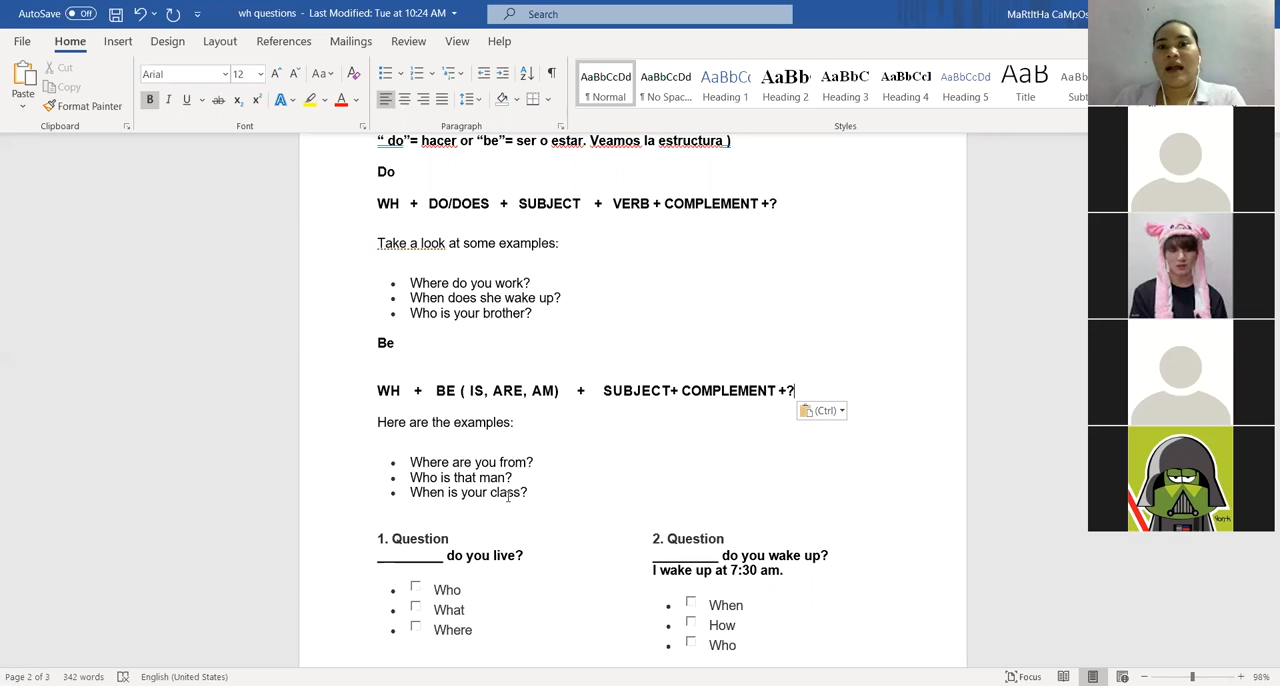 AutoSave Off wh questions - Last Modified: Tue at 10:24 AM Search MaRtItHa CaMpOs
File Home Insert Design Layout References Mailings Review View Help
Paste Cut Copy Format Painter
Clipboard
Arial 12
Font
Paragraph
AaBbCcDd AaBbCcDd AaBbCc AaBb AaBbC AaBbCcI AaBbCcDd AaB AaBb
¶ Normal ¶ No Spac... Heading 1 Heading 2 Heading 3 Heading 4 Heading 5 Title Subt
Styles
“ do”= hacer or “be”= ser o estar. Veamos la estructura )
Do
WH + DO/DOES + SUBJECT + VERB + COMPLEMENT +?
Take a look at some examples:
• Where do you work?
• When does she wake up?
• Who is your brother?
Be
WH + BE ( IS, ARE, AM) + SUBJECT+ COMPLEMENT +?
(Ctrl)
Here are the examples:
• Where are you from?
• Who is that man?
• When is your class?
1. Question
_________ do you live?
• Who
• What
• Where
2. Question
_________ do you wake up?
I wake up at 7:30 am.
• When
• How
• Who
Page 2 of 3 342 words English (United States) Focus 98%